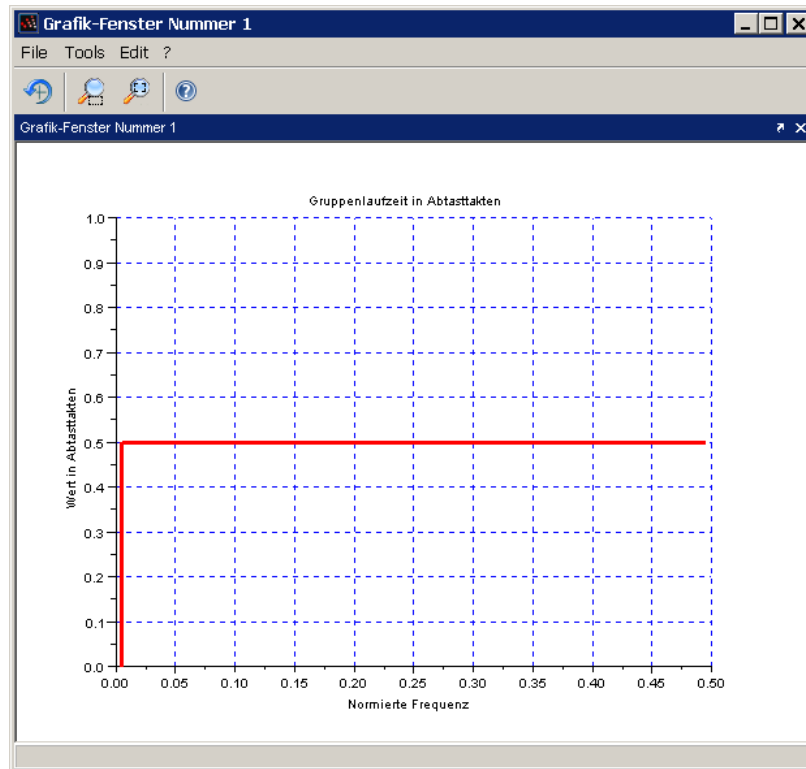 Grafik-Fenster Nummer 1
File Tools Edit ?
Grafik-Fenster Nummer 1
Gruppenlaufzeit in Abtasttakten
1.0
0.9
0.8
0.7
0.6
0.5
0.4
0.3
0.2
0.1
0.0
Wert in Abtasttakten
0.00 0.05 0.10 0.15 0.20 0.25 0.30 0.35 0.40 0.45 0.50
Normierte Frequenz